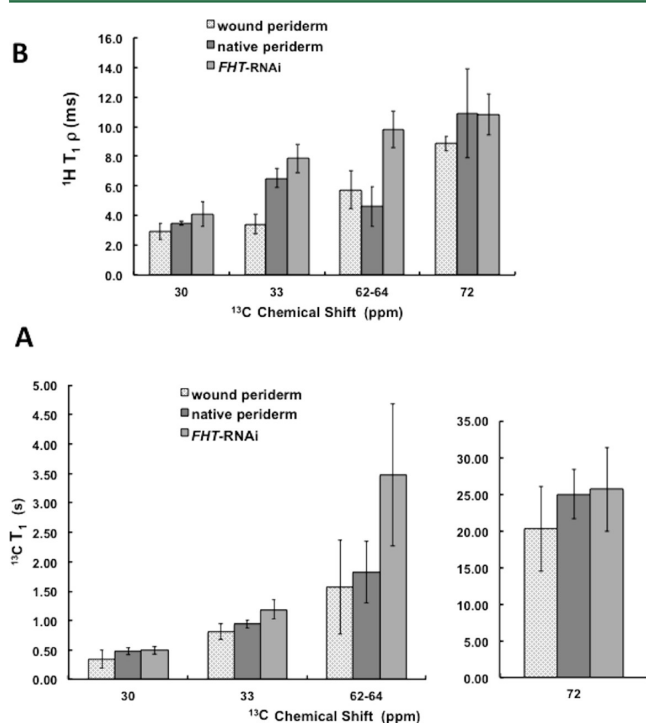 B
wound periderm
native periderm
FHT-RNAi
¹H T₁ ρ (ms)
16.0
14.0
12.0
10.0
8.0
6.0
4.0
2.0
0.0
30 33 62-64 72
¹³C Chemical Shift (ppm)
A
wound periderm
native periderm
FHT-RNAi
¹³C T₁ (s)
5.00
4.50
4.00
3.50
3.00
2.50
2.00
1.50
1.00
0.50
0.00
30 33 62-64
35.00
30.00
25.00
20.00
15.00
10.00
5.00
0.00
72
¹³C Chemical Shift (ppm)